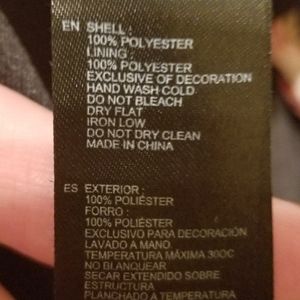 EN SHELL :
100% POLYESTER
LINING :
100% POLYESTER
EXCLUSIVE OF DECORATION
HAND WASH COLD
DO NOT BLEACH
DRY FLAT
IRON LOW
DO NOT DRY CLEAN
MADE IN CHINA
ES EXTERIOR :
100% POLIÉSTER
FORRO :
100% POLIÉSTER
EXCLUSIVO PARA DECORACIÓN
LAVADO A MANO
TEMPERATURA MÁXIMA 30OC
NO BLANQUEAR
SECAR EXTENDIDO SOBRE
ESTRUCTURA
PLANCHADO A TEMPERATURA